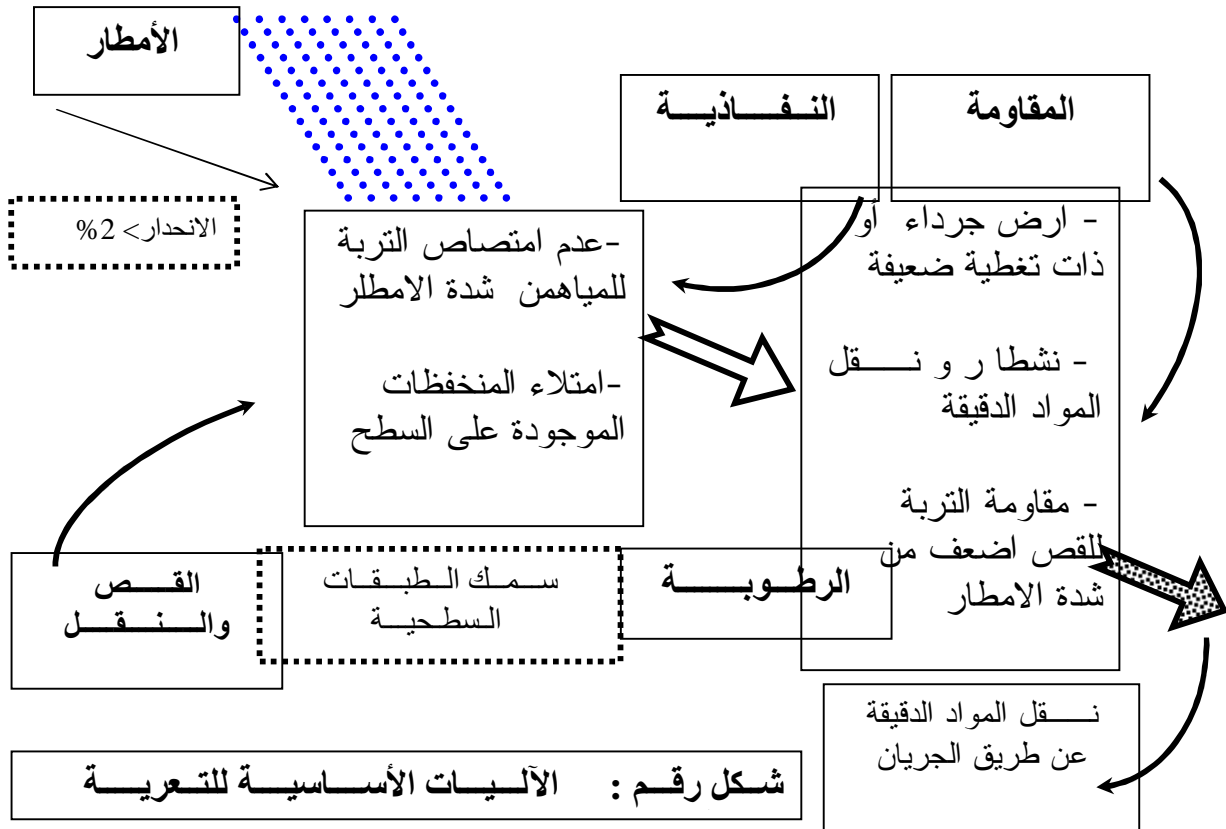 الأمطار
النفاذية
المقاومة
الانحدار> 2%
-عدم امتصاص التربة
للمياهمن شدة الامطلر
-امتلاء المنخفظات
الموجودة على السطح
- ارض جرداء أو
ذات تغطية ضعيفة
- نشطا ر و نقل
المواد الدقيقة
- مقاومة التربة
للقص اضعف من
شدة الامطار
الرطوبة
سمك الطبقات
السطحية
القص
والنقل
نقل المواد الدقيقة
عن طريق الجريان
شكل رقم : الآليات الأساسية للتعرية